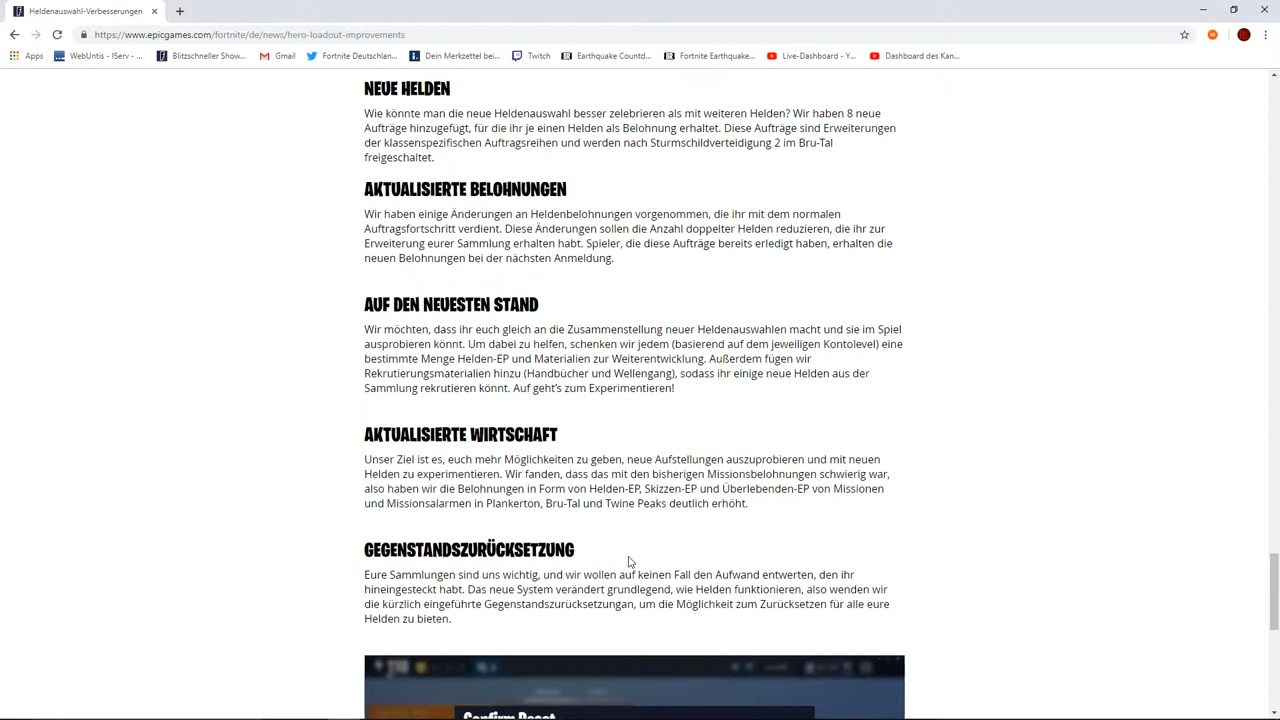 Heldenauswahl-Verbesserungen
https://www.epicgames.com/fortnite/de/news/hero-loadout-improvements
Apps WebUntis - IServ - ... Blitzschneller Show... Gmail Fortnite Deutschlan... Dein Merkzettel bei... Twitch Earthquake Countd... Fortnite Earthquake... Live-Dashboard - Y... Dashboard des Kan...
NEUE HELDEN
Wie könnte man die neue Heldenauswahl besser zelebrieren als mit weiteren Helden? Wir haben 8 neue
Aufträge hinzugefügt, für die ihr je einen Helden als Belohnung erhaltet. Diese Aufträge sind Erweiterungen
der klassenspezifischen Auftragsreihen und werden nach Sturmschildverteidigung 2 im Bru-Tal
freigeschaltet.
AKTUALISIERTE BELOHNUNGEN
Wir haben einige Änderungen an Heldenbelohnungen vorgenommen, die ihr mit dem normalen
Auftragsfortschritt verdient. Diese Änderungen sollen die Anzahl doppelter Helden reduzieren, die ihr zur
Erweiterung eurer Sammlung erhalten habt. Spieler, die diese Aufträge bereits erledigt haben, erhalten die
neuen Belohnungen bei der nächsten Anmeldung.
AUF DEN NEUESTEN STAND
Wir möchten, dass ihr euch gleich an die Zusammenstellung neuer Heldenauswahlen macht und sie im Spiel
ausprobieren könnt. Um dabei zu helfen, schenken wir jedem (basierend auf dem jeweiligen Kontolevel) eine
bestimmte Menge Helden-EP und Materialien zur Weiterentwicklung. Außerdem fügen wir
Rekrutierungsmaterialien hinzu (Handbücher und Wellengang), sodass ihr einige neue Helden aus der
Sammlung rekrutieren könnt. Auf geht's zum Experimentieren!
AKTUALISIERTE WIRTSCHAFT
Unser Ziel ist es, euch mehr Möglichkeiten zu geben, neue Aufstellungen auszuprobieren und mit neuen
Helden zu experimentieren. Wir fanden, dass das mit den bisherigen Missionsbelohnungen schwierig war,
also haben wir die Belohnungen in Form von Helden-EP, Skizzen-EP und Überlebenden-EP von Missionen
und Missionsalarmen in Plankerton, Bru-Tal und Twine Peaks deutlich erhöht.
GEGENSTANDSZURÜCKSETZUNG
Eure Sammlungen sind uns wichtig, und wir wollen auf keinen Fall den Aufwand entwerten, den ihr
hineingesteckt habt. Das neue System verändert grundlegend, wie Helden funktionieren, also wenden wir
die kürzlich eingeführte Gegenstandszurücksetzungan, um die Möglichkeit zum Zurücksetzen für alle eure
Helden zu bieten.
Confirm Reset